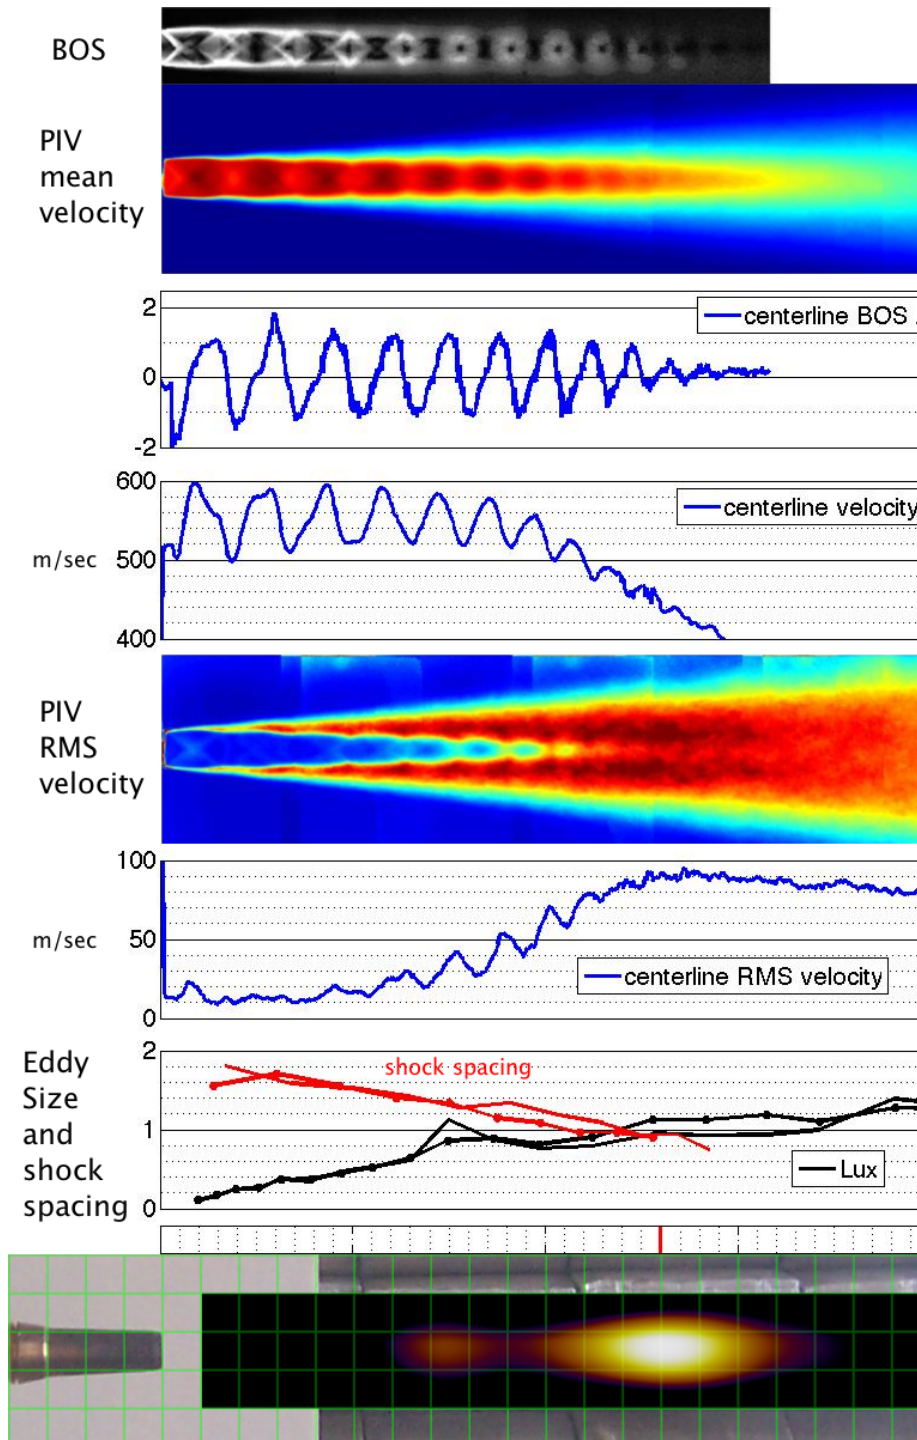 BOS
PIV
mean
velocity
2
centerline BOS
0
-2
600
centerline velocity
m/sec
500
400
PIV
RMS
velocity
100
m/sec
50
centerline RMS velocity
0
Eddy
Size
and
shock
spacing
2
shock spacing
1
Lux
0